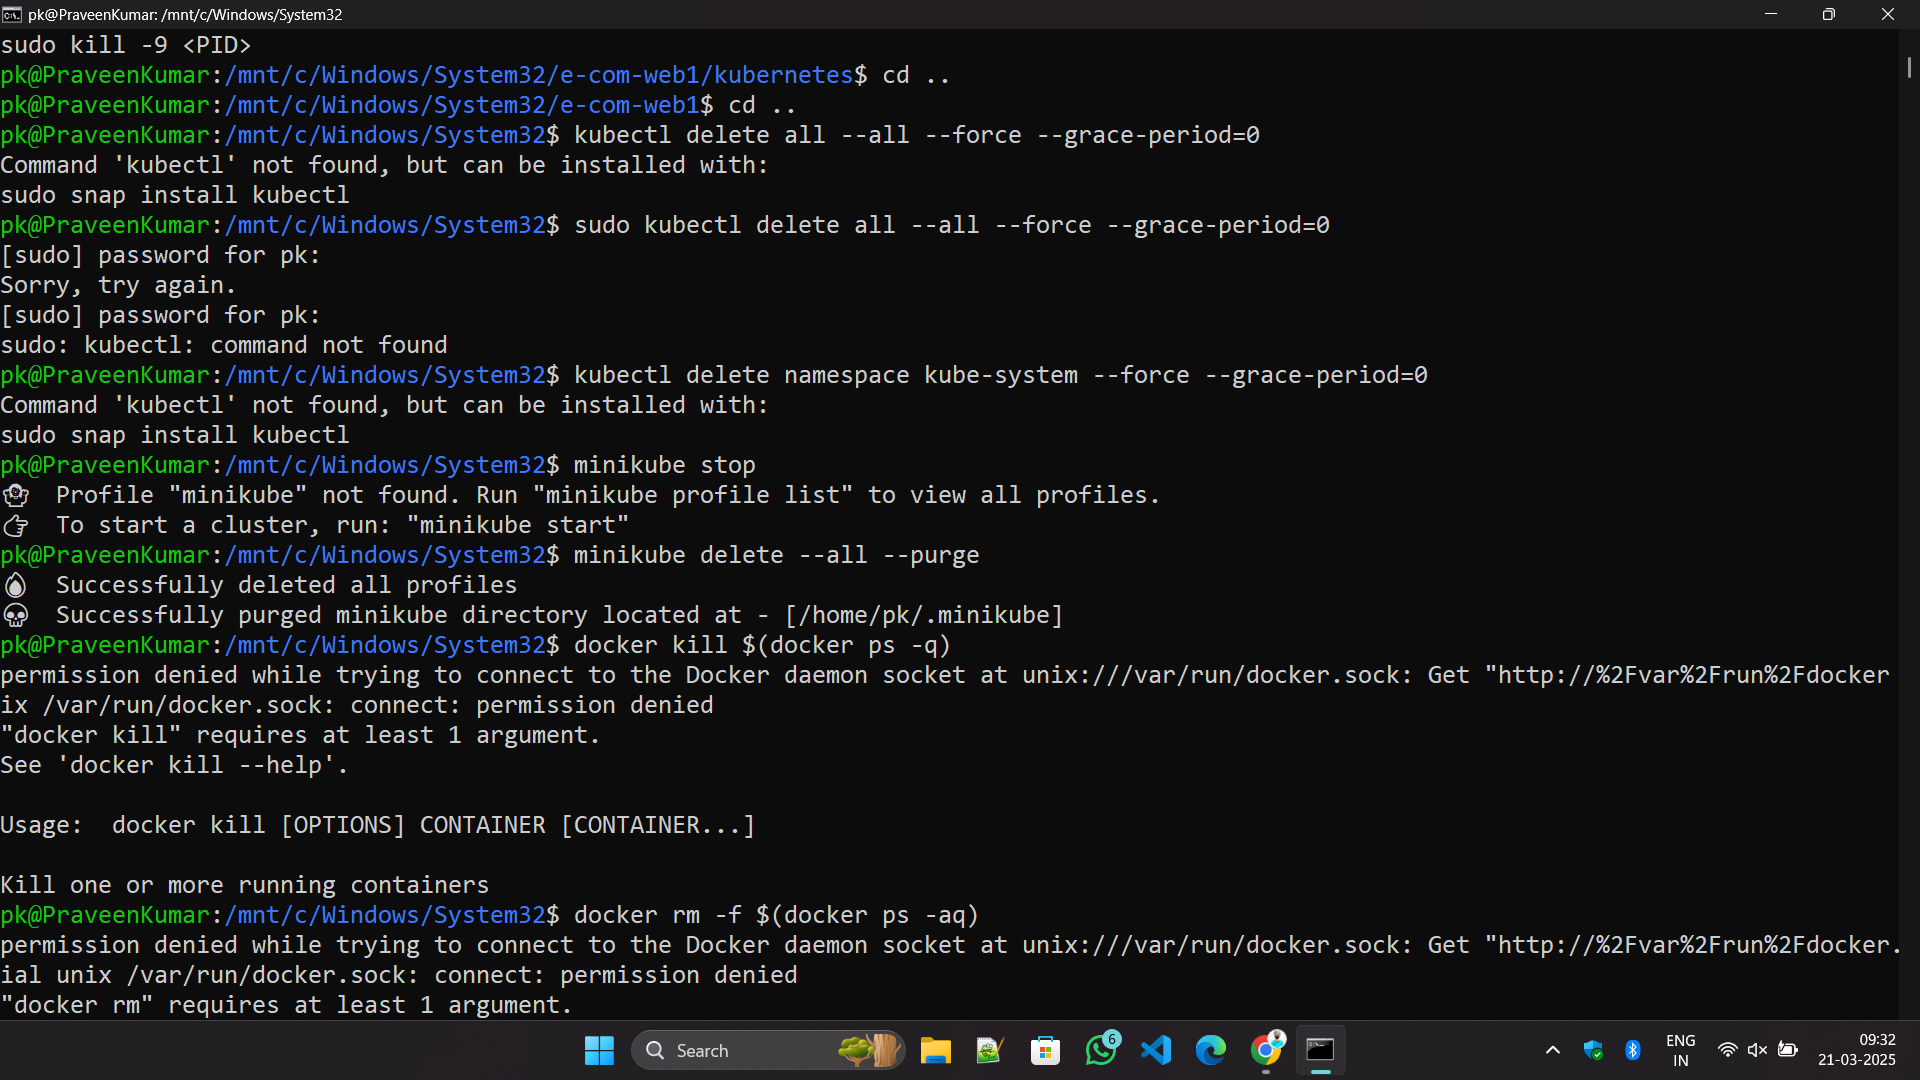 pk@PraveenKumar: /mnt/c/Windows/System32
sudo kill -9 <PID>
pk@PraveenKumar:/mnt/c/Windows/System32/e-com-web1/kubernetes$ cd ..
pk@PraveenKumar:/mnt/c/Windows/System32/e-com-web1$ cd ..
pk@PraveenKumar:/mnt/c/Windows/System32$ kubectl delete all --all --force --grace-period=0
Command 'kubectl' not found, but can be installed with:
sudo snap install kubectl
pk@PraveenKumar:/mnt/c/Windows/System32$ sudo kubectl delete all --all --force --grace-period=0
[sudo] password for pk:
Sorry, try again.
[sudo] password for pk:
sudo: kubectl: command not found
pk@PraveenKumar:/mnt/c/Windows/System32$ kubectl delete namespace kube-system --force --grace-period=0
Command 'kubectl' not found, but can be installed with:
sudo snap install kubectl
pk@PraveenKumar:/mnt/c/Windows/System32$ minikube stop
Profile "minikube" not found. Run "minikube profile list" to view all profiles.
To start a cluster, run: "minikube start"
pk@PraveenKumar:/mnt/c/Windows/System32$ minikube delete --all --purge
Successfully deleted all profiles
Successfully purged minikube directory located at - [/home/pk/.minikube]
pk@PraveenKumar:/mnt/c/Windows/System32$ docker kill $(docker ps -q)
permission denied while trying to connect to the Docker daemon socket at unix:///var/run/docker.sock: Get "http://%2Fvar%2Frun%2Fdocker
ix /var/run/docker.sock: connect: permission denied
"docker kill" requires at least 1 argument.
See 'docker kill --help'.
Usage:  docker kill [OPTIONS] CONTAINER [CONTAINER...]
Kill one or more running containers
pk@PraveenKumar:/mnt/c/Windows/System32$ docker rm -f $(docker ps -aq)
permission denied while trying to connect to the Docker daemon socket at unix:///var/run/docker.sock: Get "http://%2Fvar%2Frun%2Fdocker.
ial unix /var/run/docker.sock: connect: permission denied
"docker rm" requires at least 1 argument.
Search
6
ENG
IN
09:32
21-03-2025